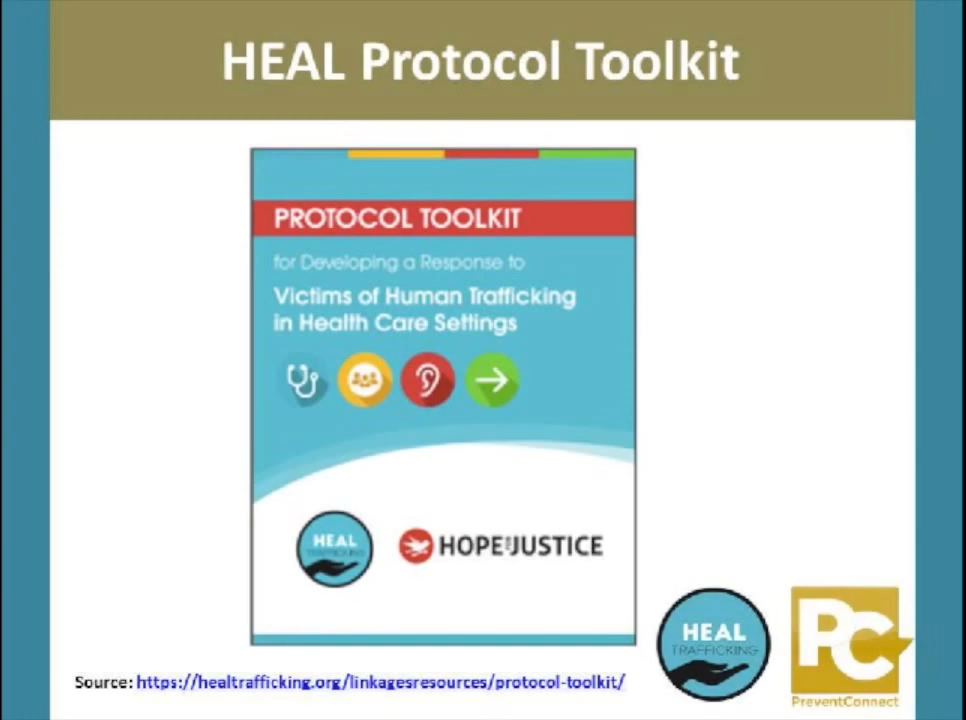 HEAL Protocol Toolkit
PROTOCOL TOOLKIT
for Developing a Response to
Victims of Human Trafficking
in Health Care Settings
HEAL
TRAFFICKING
HOPE FOR JUSTICE
HEAL
TRAFFICKING
PC
PreventConnect
Source: https://healtrafficking.org/linkagesresources/protocol-toolkit/